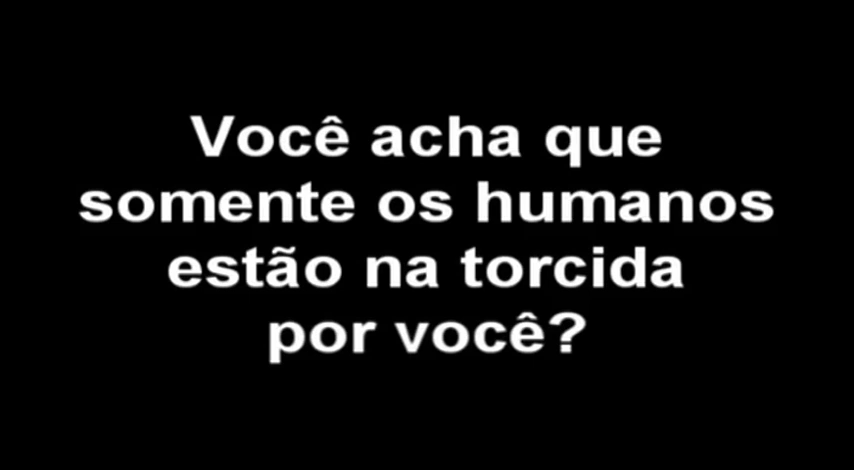 Você acha que
somente os humanos
estão na torcida
por você?